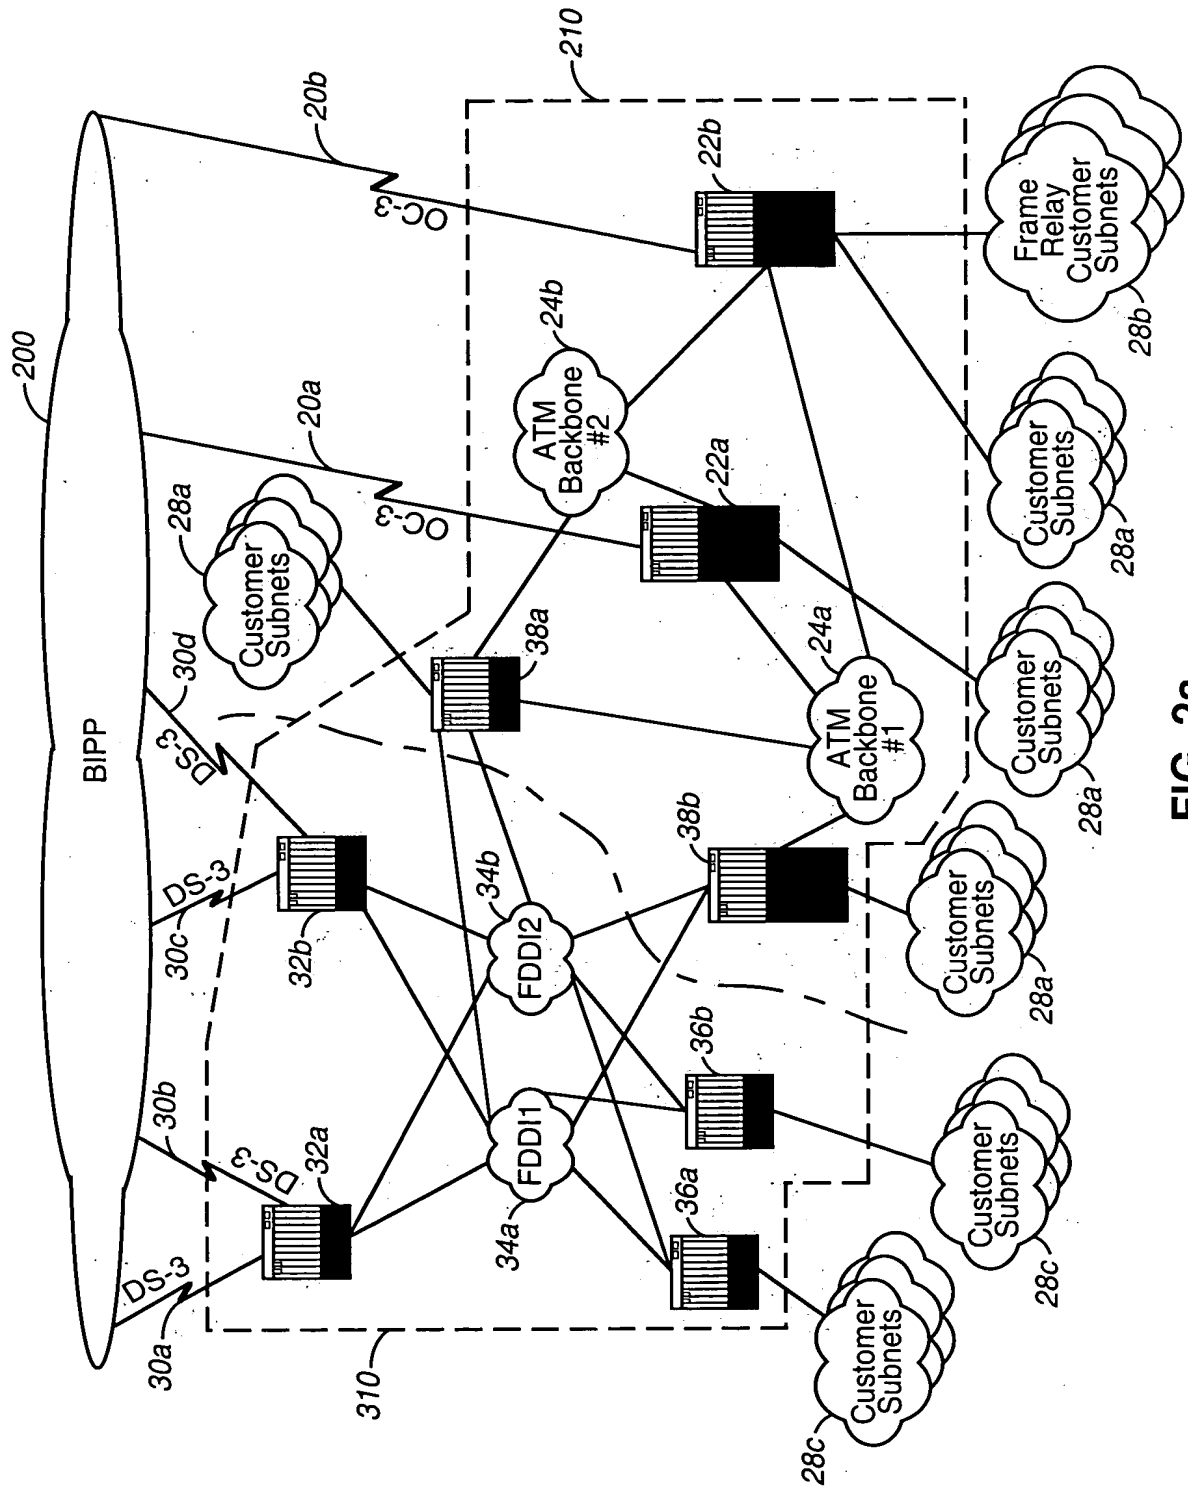 200
BIPP
30a
DS-3
30b
DS-3
30c
DS-3
30d
DS-3
20a
OC-3
20b
OC-3
28a
Customer
Subnets
310
210
32a
32b
38a
34a
FDDI1
34b
FDDI2
24b
ATM
Backbone
#2
22a
22b
36a
36b
38b
24a
ATM
Backbone
#1
28c
Customer
Subnets
28c
Customer
Subnets
28a
Customer
Subnets
28a
Customer
Subnets
28a
Customer
Subnets
28b
Frame
Relay
Customer
Subnets